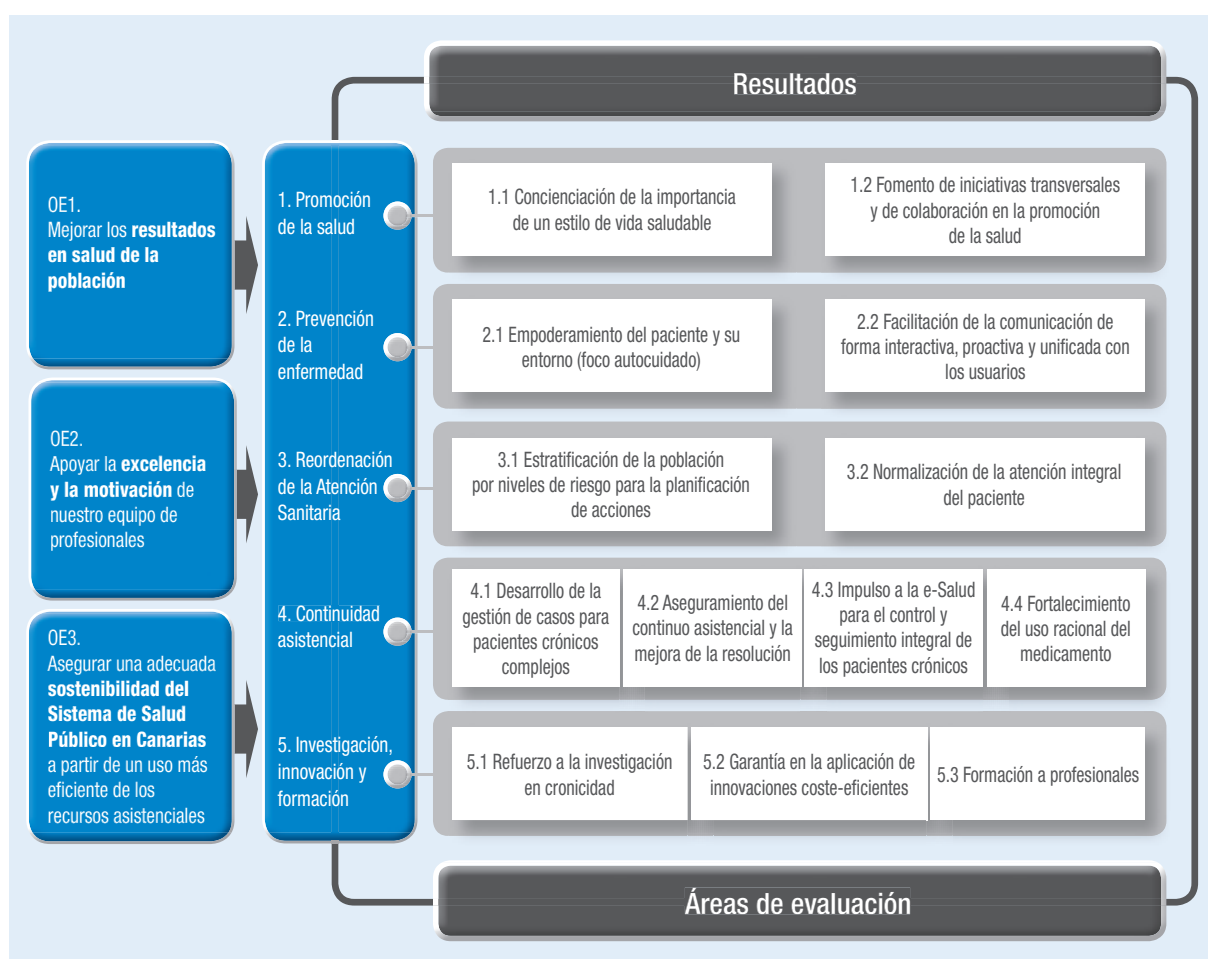 Resultados
OE1.
Mejorar los resultados
en salud de la
población
OE2.
Apoyar la excelencia
y la motivación de
nuestro equipo de
profesionales
OE3.
Asegurar una adecuada
sostenibilidad del
Sistema de Salud
Público en Canarias
a partir de un uso más
eficiente de los
recursos asistenciales
1. Promoción
de la salud
1.1 Concienciación de la importancia
de un estilo de vida saludable
1.2 Fomento de iniciativas transversales
y de colaboración en la promoción
de la salud
2. Prevención
de la
enfermedad
2.1 Empoderamiento del paciente y su
entorno (foco autocuidado)
2.2 Facilitación de la comunicación de
forma interactiva, proactiva y unificada con
los usuarios
3. Reordenación
de la Atención
Sanitaria
3.1 Estratificación de la población
por niveles de riesgo para la planificación
de acciones
3.2 Normalización de la atención integral
del paciente
4. Continuidad
asistencial
4.1 Desarrollo de la
gestión de casos para
pacientes crónicos
complejos
4.2 Aseguramiento del
continuo asistencial y la
mejora de la resolución
4.3 Impulso a la e-Salud
para el control y
seguimiento integral de
los pacientes crónicos
4.4 Fortalecimiento
del uso racional del
medicamento
5. Investigación,
innovación y
formación
5.1 Refuerzo a la investigación
en cronicidad
5.2 Garantía en la aplicación de
innovaciones coste-eficientes
5.3 Formación a profesionales
Áreas de evaluación